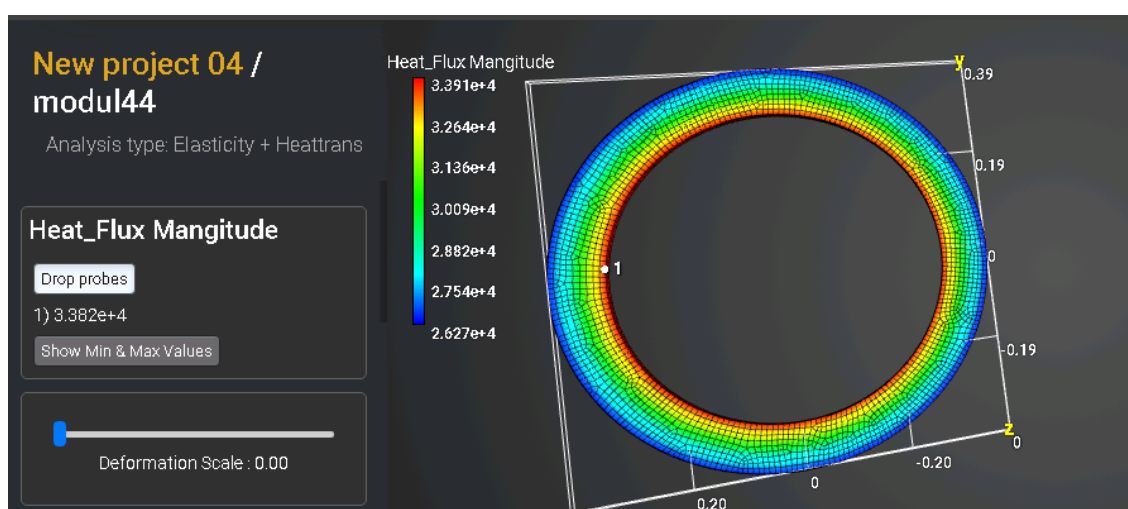 New project 04 /
modul44
Analysis type: Elasticity + Heattrans
Heat_Flux Mangitude
Drop probes
1) 3.382e+4
Show Min & Max Values
Deformation Scale : 0.00
Heat_Flux Mangitude
3.391e+4
3.264e+4
3.136e+4
3.009e+4
2.882e+4
2.754e+4
2.627e+4
1
y
0.39
0.19
0
-0.19
z
0
-0.20
0
0.20